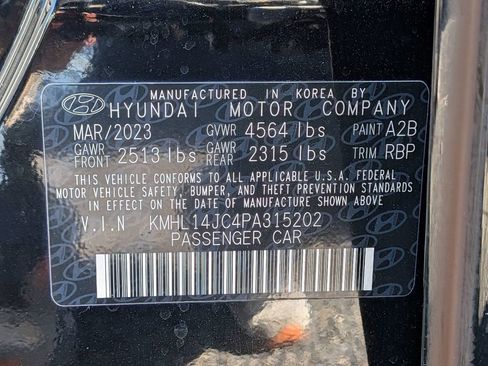 MANUFACTURED IN KOREA BY
HYUNDAI MOTOR COMPANY
MAR/2023 GVWR 4564 lbs PAINT A2B
GAWR FRONT 2513 lbs GAWR REAR 2315 lbs TRIM RBP
THIS VEHICLE CONFORMS TO ALL APPLICABLE U.S.A. FEDERAL
MOTOR VEHICLE SAFETY, BUMPER, AND THEFT PREVENTION STANDARDS
IN EFFECT ON THE DATE OF MANUFACTURE SHOWN ABOVE
V.I.N KMHL14JC4PA315202
PASSENGER CAR